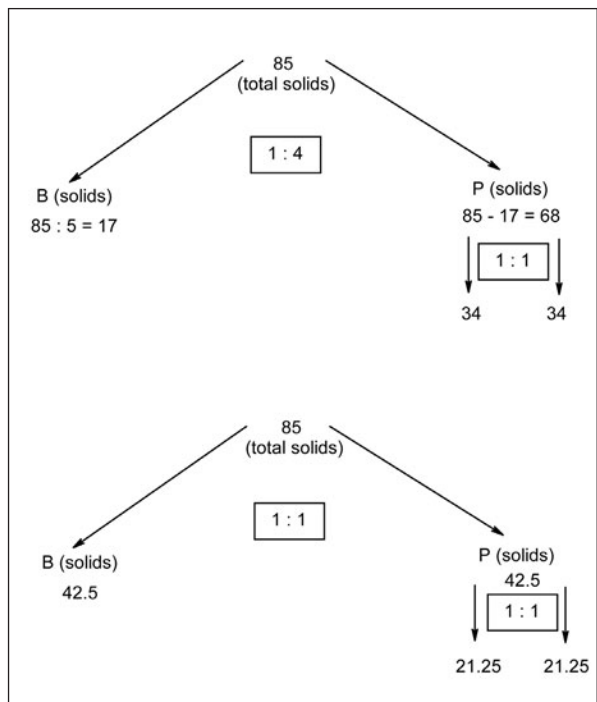 85
(total solids)
1 : 4
B (solids)
85 : 5 = 17
P (solids)
85 - 17 = 68
1 : 1
34 34
85
(total solids)
1 : 1
B (solids)
42.5
P (solids)
42.5
1 : 1
21.25 21.25